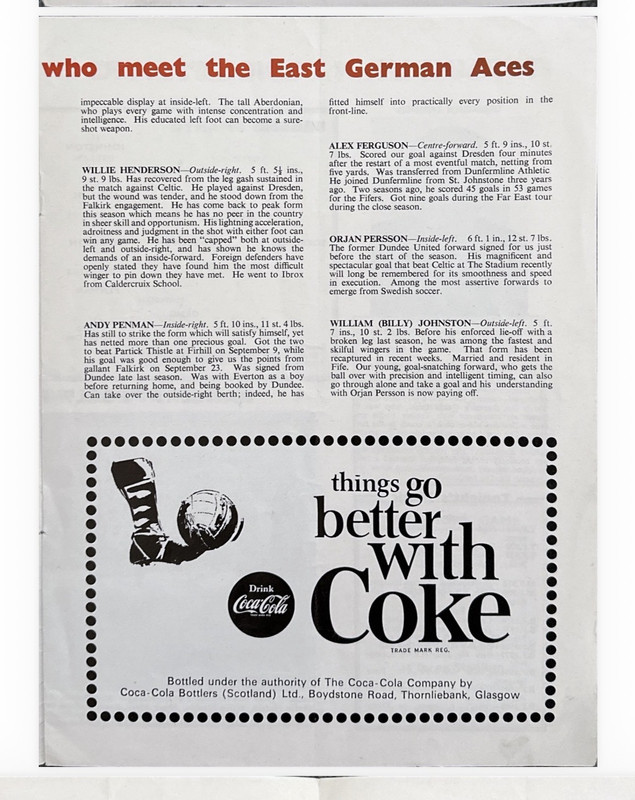 who meet the East German Aces
impeccable display at inside-left. The tall Aberdonian,
who plays every game with intense concentration and
intelligence. His educated left foot can become a sure-
shot weapon.
WILLIE HENDERSON—Outside-right. 5 ft. 5½ ins.,
9 st. 9 lbs. Has recovered from the leg gash sustained in
the match against Celtic. He played against Dresden,
but the wound was tender, and he stood down from the
Falkirk engagement. He has come back to peak form
this season which means he has no peer in the country
in sheer skill and opportunism. His lightning acceleration,
adroitness and judgment in the shot with either foot can
win any game. He has been "capped" both at outside-
left and outside-right, and has shown he knows the
demands of an inside-forward. Foreign defenders have
openly stated they have found him the most difficult
winger to pin down they have met. He went to Ibrox
from Caldercruix School.
ANDY PENMAN—Inside-right. 5 ft. 10 ins., 11 st. 4 lbs.
Has still to strike the form which will satisfy himself, yet
has netted more than one precious goal. Got the two
to beat Partick Thistle at Firhill on September 9, while
his goal was good enough to give us the points from
gallant Falkirk on September 23. Was signed from
Dundee late last season. Was with Everton as a boy
before returning home, and being booked by Dundee.
Can take over the outside-right berth; indeed, he has
fitted himself into practically every position in the
front-line.
ALEX FERGUSON—Centre-forward. 5 ft. 9 ins., 10 st.
7 lbs. Scored our goal against Dresden four minutes
after the restart of a most eventful match, netting from
five yards. Was transferred from Dunfermline Athletic
He joined Dunfermline from St. Johnstone three years
ago. Two seasons ago, he scored 45 goals in 53 games
for the Fifers. Got nine goals during the Far East tour
during the close season.
ORJAN PERSSON—Inside-left. 6 ft. 1 in., 12 st. 7 lbs.
The former Dundee United forward signed for us just
before the start of the season. His magnificent and
spectacular goal that beat Celtic at The Stadium recently
will long be remembered for its smoothness and speed
in execution. Among the most assertive forwards to
emerge from Swedish soccer.
WILLIAM (BILLY) JOHNSTON—Outside-left. 5 ft.
7 ins., 10 st. 2 lbs. Before his enforced lie-off with a
broken leg last season, he was among the fastest and
skilful wingers in the game. That form has been
recaptured in recent weeks. Married and resident in
Fife. Our young, goal-snatching forward, who gets the
ball over with precision and intelligent timing, can also
go through alone and take a goal and his understanding
with Orjan Persson is now paying off.
things go
better
with
Coke
TRADE MARK REG.
Drink
Coca-Cola
Bottled under the authority of The Coca-Cola Company by
Coca-Cola Bottlers (Scotland) Ltd., Boydstone Road, Thornliebank, Glasgow